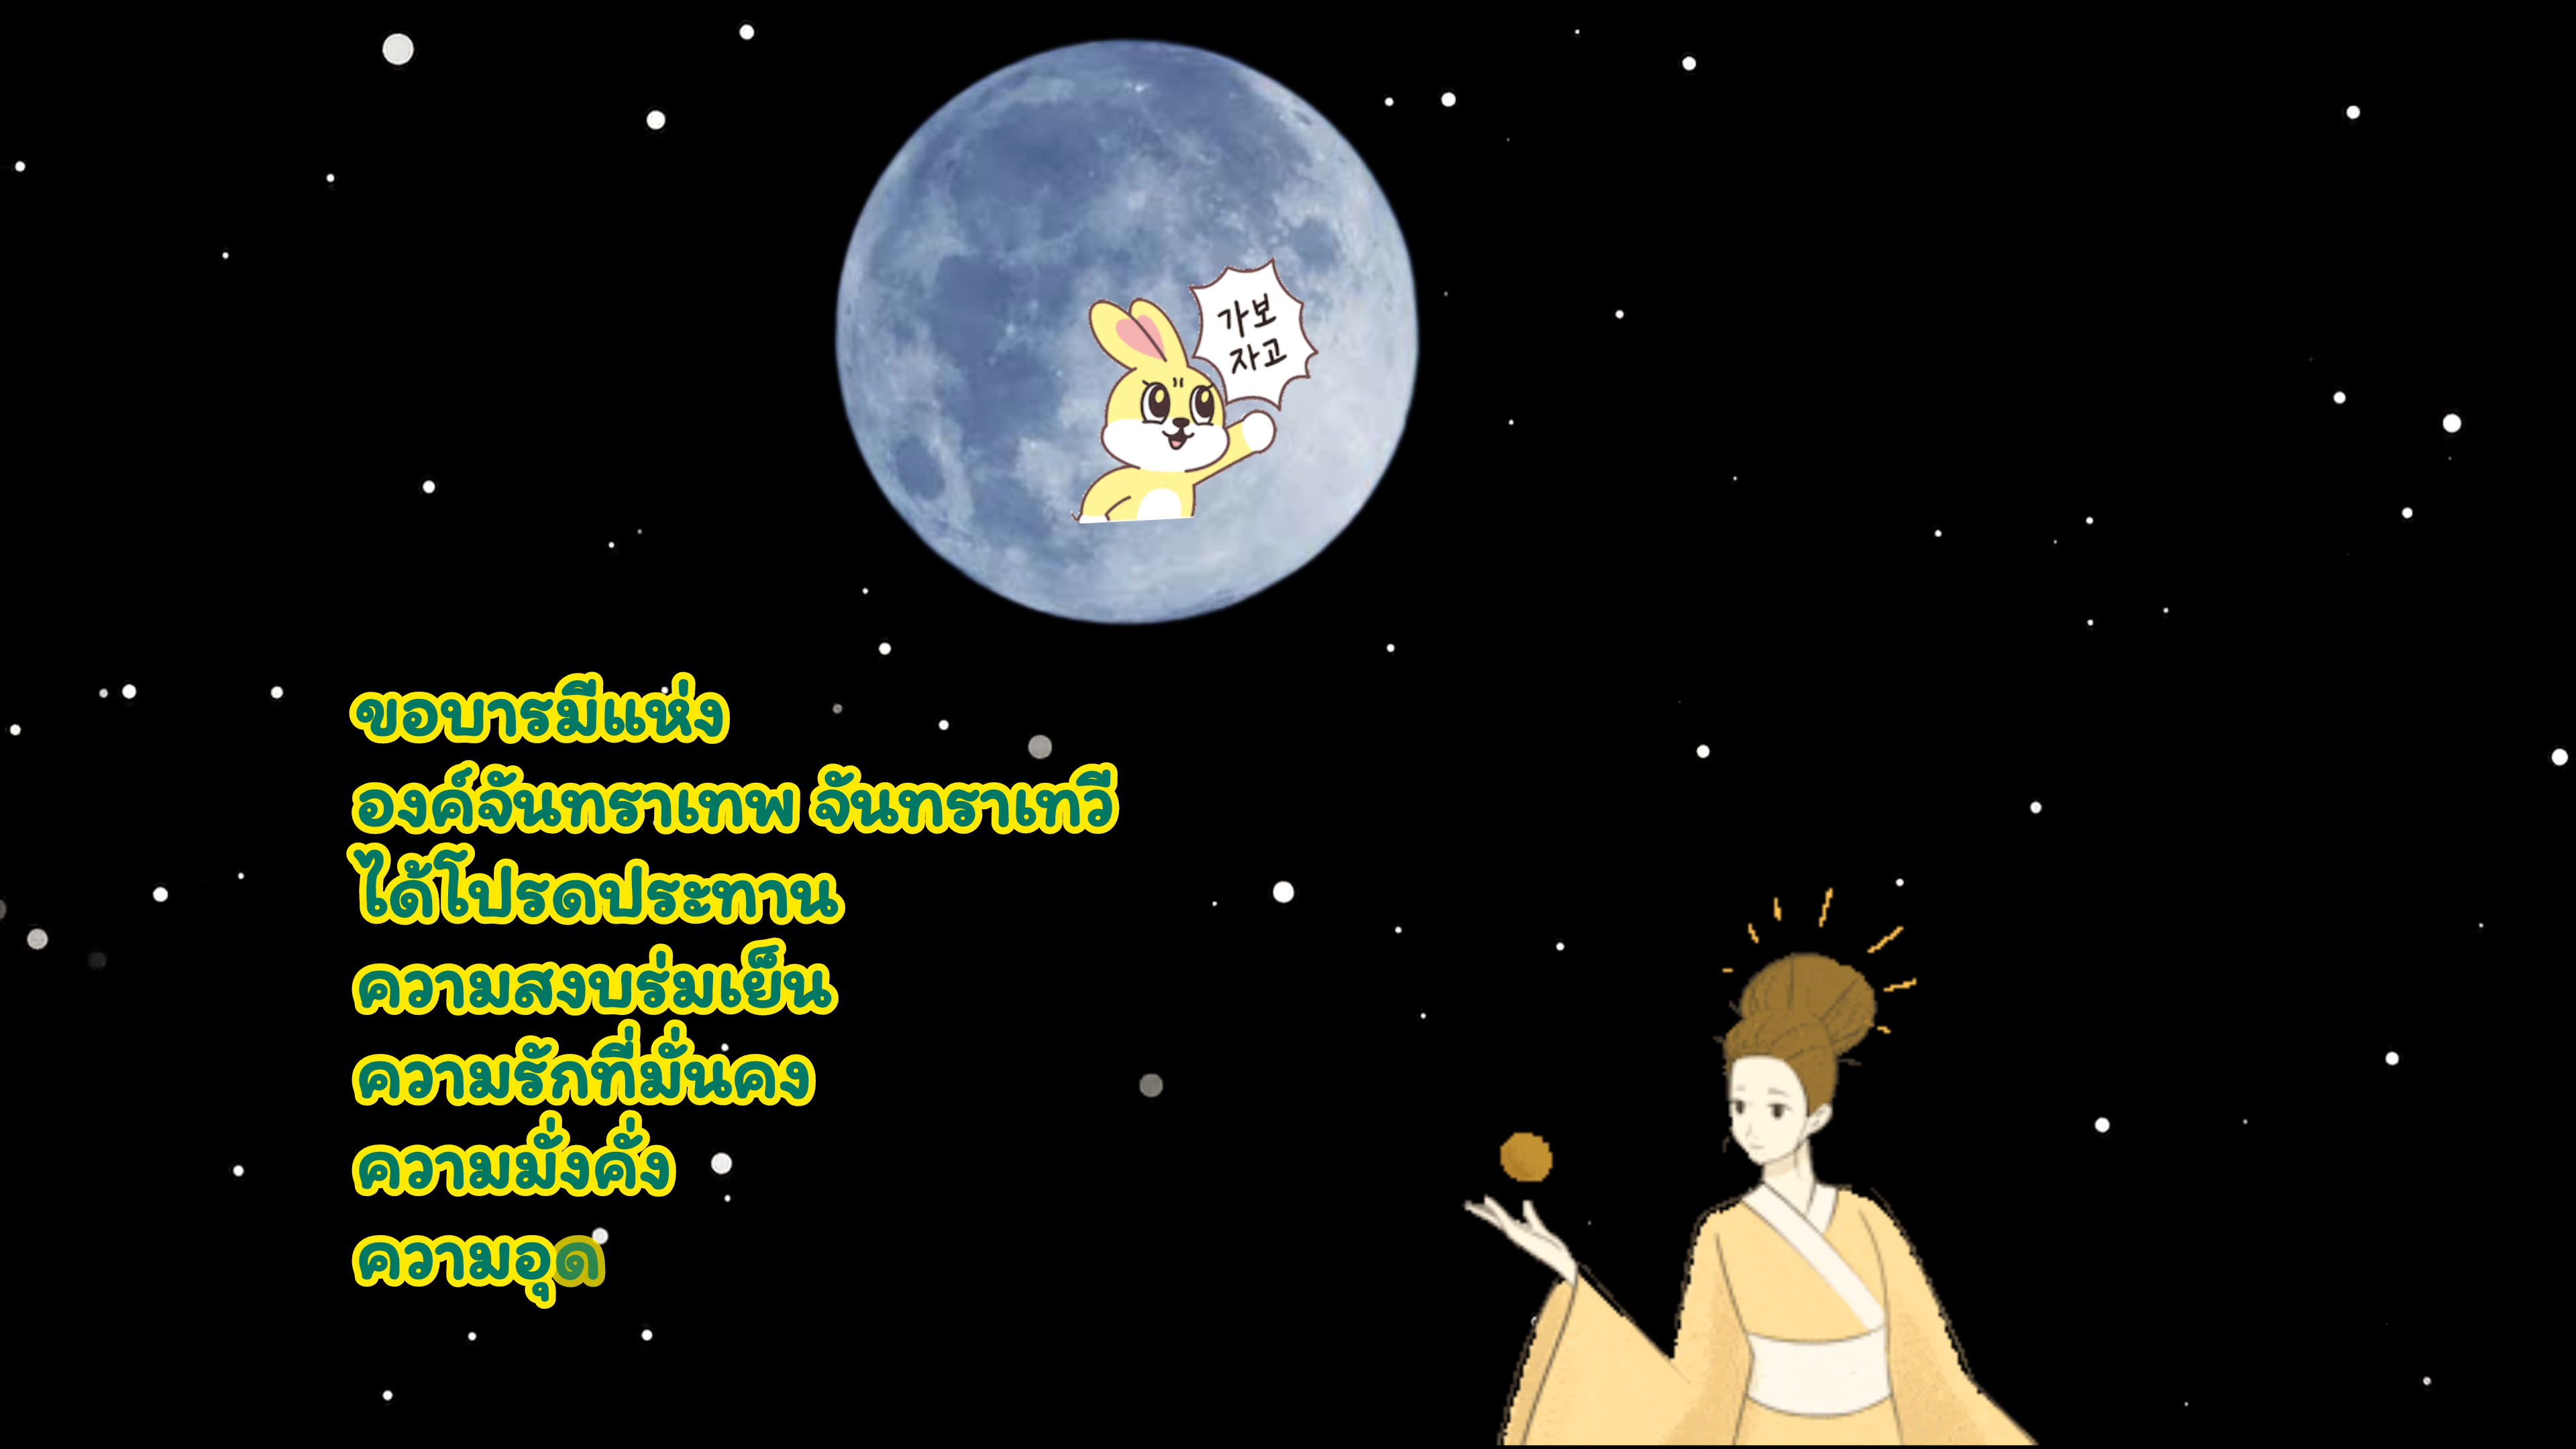 가보
자고
ขอบารมีแห่ง
องค์จันทราเทพ จันทราเทวี
ได้โปรดประทาน
ความสงบร่มเย็น
ความรักที่มั่นคง
ความมั่งคั่ง
ความอุด